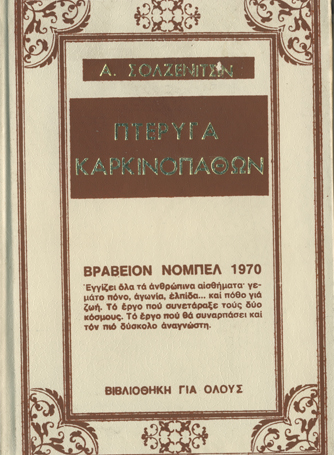 Α. ΣΟΛΖΕΝΙΤΣΙΝ
ΠΤΕΡΥΓΑ
ΚΑΡΚΙΝΟΠΑΘΩΝ
ΒΡΑΒΕΙΟΝ ΝΟΜΠΕΛ 1970
Ἐγγίζει ὅλα τά ἀνθρώπινα αἰσθήματα· γε-
μάτο πόνο, ἀγωνία, ἐλπίδα... καί πόθο γιά
ζωή. Τό ἔργο πού συνετάραξε τούς δύο
κόσμους. Τό ἔργο πού θά συναρπάσει καί
τόν πιό δύσκολο ἀναγνώστη.
ΒΙΒΛΙΟΘΗΚΗ ΓΙΑ ΟΛΟΥΣ